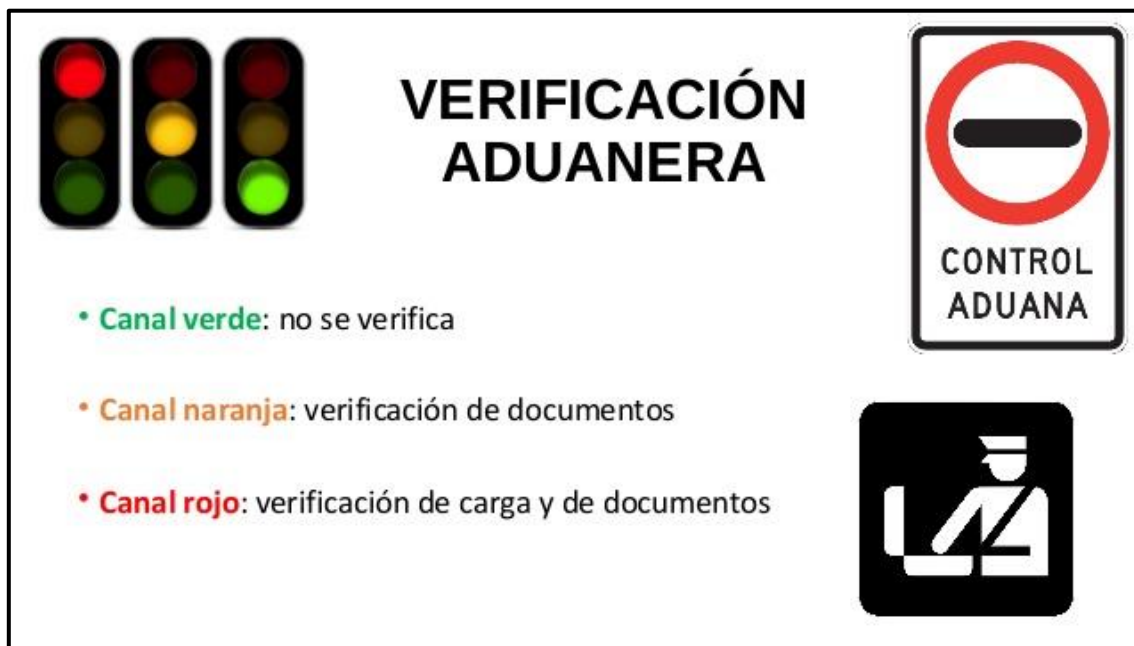 VERIFICACIÓN
ADUANERA
CONTROL
ADUANA
• Canal verde: no se verifica
• Canal naranja: verificación de documentos
• Canal rojo: verificación de carga y de documentos